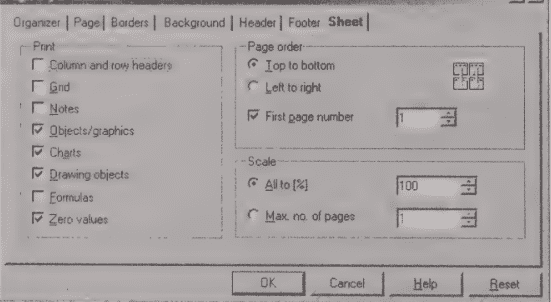 Organizer | Page | Borders | Background | Header | Footer Sheet
Print
Column and row headers
Grid
Notes
Objects/graphics
Charts
Drawing objects
Formulas
Zero values
Page order
Top to bottom
Left to right
First page number
1
Scale
All to [%]
100
Max. no. of pages
1
OK
Cancel
Help
Reset